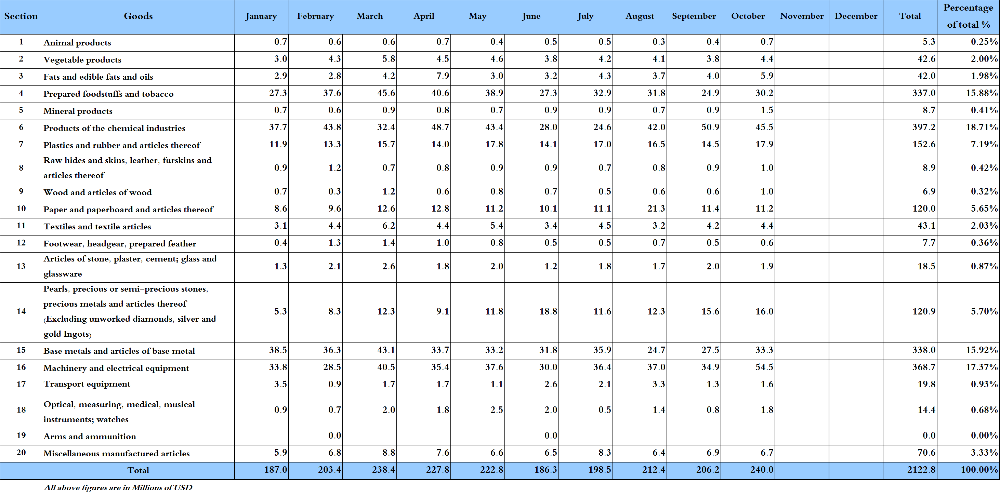 Section Goods January February March April May June July August September October November December Total Percentage of total %
1 Animal products 0.7 0.6 0.6 0.7 0.4 0.5 0.5 0.3 0.4 0.7 5.3 0.25%
2 Vegetable products 3.0 4.3 5.8 4.5 4.6 3.8 4.2 4.1 3.8 4.4 42.6 2.00%
3 Fats and edible fats and oils 2.9 2.8 4.2 7.9 3.0 3.2 4.3 3.7 4.0 5.9 42.0 1.98%
4 Prepared foodstuffs and tobacco 27.3 37.6 45.6 40.6 38.9 27.3 32.9 31.8 24.9 30.2 337.0 15.88%
5 Mineral products 0.7 0.6 0.9 0.8 0.7 0.9 0.9 0.7 0.9 1.5 8.7 0.41%
6 Products of the chemical industries 37.7 43.8 32.4 48.7 43.4 28.0 24.6 42.0 50.9 45.5 397.2 18.71%
7 Plastics and rubber and articles thereof 11.9 13.3 15.7 14.0 17.8 14.1 17.0 16.5 14.5 17.9 152.6 7.19%
8 Raw hides and skins, leather, furskins and
articles thereof 0.9 1.2 0.7 0.8 0.9 0.9 0.7 0.8 0.9 1.0 8.9 0.42%
9 Wood and articles of wood 0.7 0.3 1.2 0.6 0.8 0.7 0.5 0.6 0.6 1.0 6.9 0.32%
10 Paper and paperboard and articles thereof 8.6 9.6 12.6 12.8 11.2 10.1 11.1 21.3 11.4 11.2 120.0 5.65%
11 Textiles and textile articles 3.1 4.4 6.2 4.4 5.4 3.4 4.5 3.2 4.2 4.4 43.1 2.03%
12 Footwear, headgear, prepared feather 0.4 1.3 1.4 1.0 0.8 0.5 0.5 0.7 0.5 0.6 7.7 0.36%
13 Articles of stone, plaster, cement; glass and
glassware 1.3 2.1 2.6 1.8 2.0 1.2 1.8 1.7 2.0 1.9 18.5 0.87%
14 Pearls, precious or semi-precious stones,
precious metals and articles thereof
(Excluding unworked diamonds, silver and
gold Ingots) 5.3 8.3 12.3 9.1 11.8 18.8 11.6 12.3 15.6 16.0 120.9 5.70%
15 Base metals and articles of base metal 38.5 36.3 43.1 33.7 33.2 31.8 35.9 24.7 27.5 33.3 338.0 15.92%
16 Machinery and electrical equipment 33.8 28.5 40.5 35.4 37.6 30.0 36.4 37.0 34.9 54.5 368.7 17.37%
17 Transport equipment 3.5 0.9 1.7 1.7 1.1 2.6 2.1 3.3 1.3 1.6 19.8 0.93%
18 Optical, measuring, medical, musical
instruments; watches 0.9 0.7 2.0 1.8 2.5 2.0 0.5 1.4 0.8 1.8 14.4 0.68%
19 Arms and ammunition 0.0 0.0 0.0 0.00%
20 Miscellaneous manufactured articles 5.9 6.8 8.8 7.6 6.6 6.5 8.3 6.4 6.9 6.7 70.6 3.33%
Total 187.0 203.4 238.4 227.8 222.8 186.3 198.5 212.4 206.2 240.0 2122.8 100.00%
All above figures are in Millions of USD